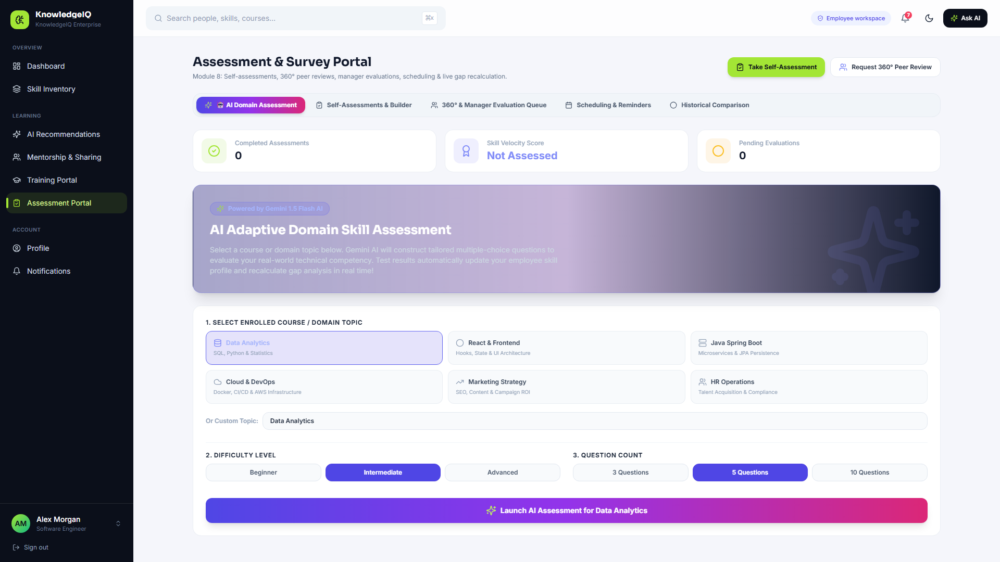 KnowledgeIQ
KnowledgeIQ Enterprise
OVERVIEW
Dashboard
Skill Inventory
LEARNING
AI Recommendations
Mentorship & Sharing
Training Portal
Assessment Portal
ACCOUNT
Profile
Notifications
AM
Alex Morgan
Software Engineer
Sign out
Search people, skills, courses...
⌘K
Employee workspace
7
Ask AI
Assessment & Survey Portal
Module 8: Self-assessments, 360° peer reviews, manager evaluations, scheduling & live gap recalculation.
Take Self-Assessment
Request 360° Peer Review
AI Domain Assessment
Self-Assessments & Builder
360° & Manager Evaluation Queue
Scheduling & Reminders
Historical Comparison
Completed Assessments
0
Skill Velocity Score
Not Assessed
Pending Evaluations
0
Powered by Gemini 1.5 Flash AI
AI Adaptive Domain Skill Assessment
Select a course or domain topic below. Gemini AI will construct tailored multiple-choice questions to
evaluate your real-world technical competency. Test results automatically update your employee skill
profile and recalculate gap analysis in real time!
1. SELECT ENROLLED COURSE / DOMAIN TOPIC
Data Analytics
SQL, Python & Statistics
React & Frontend
Hooks, State & UI Architecture
Java Spring Boot
Microservices & JPA Persistence
Cloud & DevOps
Docker, CI/CD & AWS Infrastructure
Marketing Strategy
SEO, Content & Campaign ROI
HR Operations
Talent Acquisition & Compliance
Or Custom Topic:
Data Analytics
2. DIFFICULTY LEVEL
Beginner
Intermediate
Advanced
3. QUESTION COUNT
3 Questions
5 Questions
10 Questions
Launch AI Assessment for Data Analytics